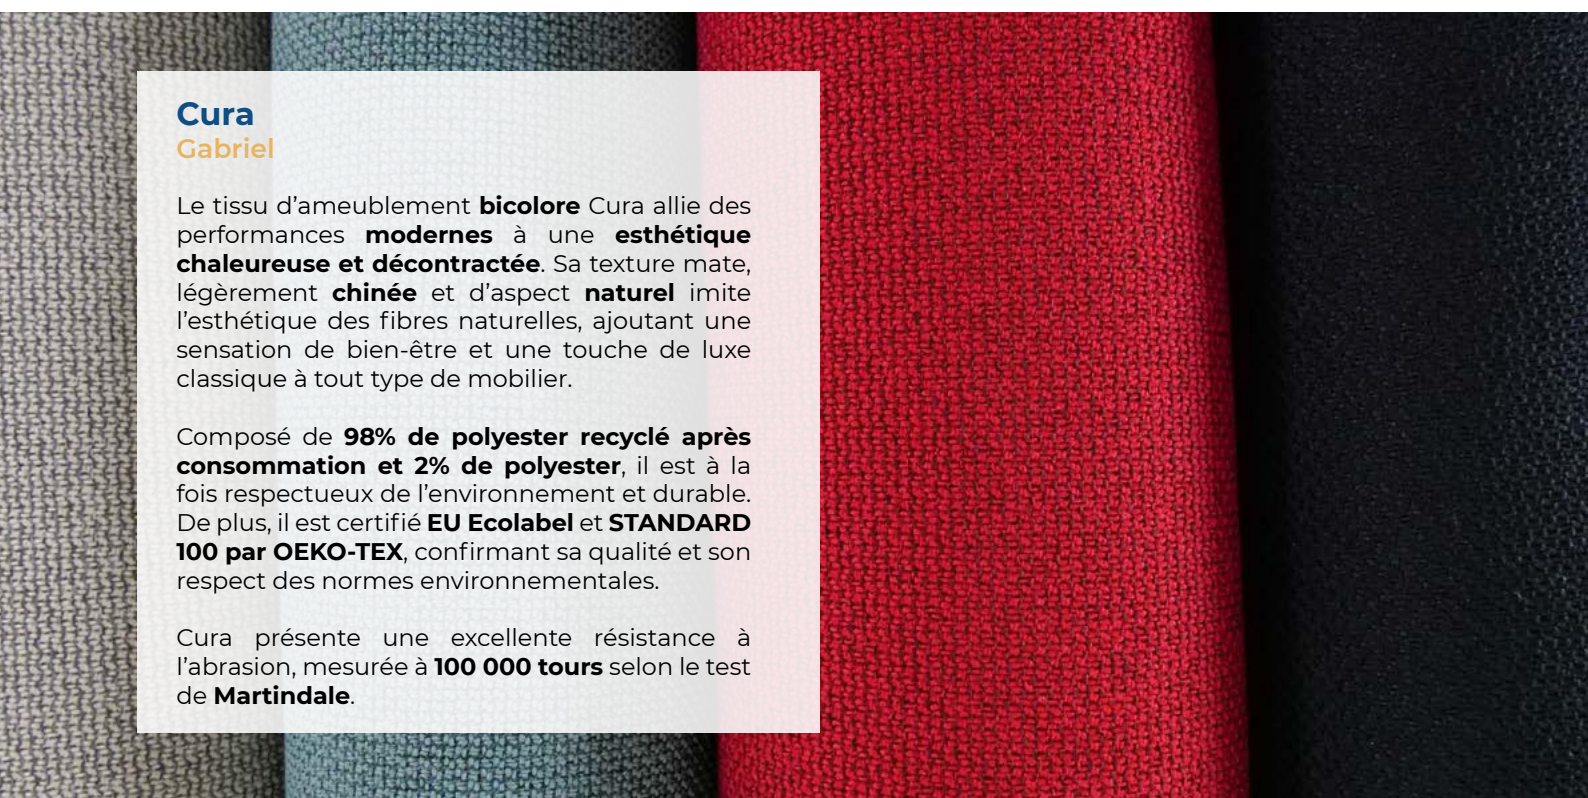 Cura
Gabriel
Le tissu d’ameublement bicolore Cura allie des
performances modernes à une esthétique
chaleureuse et décontractée. Sa texture mate,
légèrement chinée et d’aspect naturel imite
l’esthétique des fibres naturelles, ajoutant une
sensation de bien-être et une touche de luxe
classique à tout type de mobilier.
Composé de 98% de polyester recyclé après
consommation et 2% de polyester, il est à la
fois respectueux de l’environnement et durable.
De plus, il est certifié EU Ecolabel et STANDARD
100 par OEKO-TEX, confirmant sa qualité et son
respect des normes environnementales.
Cura présente une excellente résistance à
l’abrasion, mesurée à 100 000 tours selon le test
de Martindale.